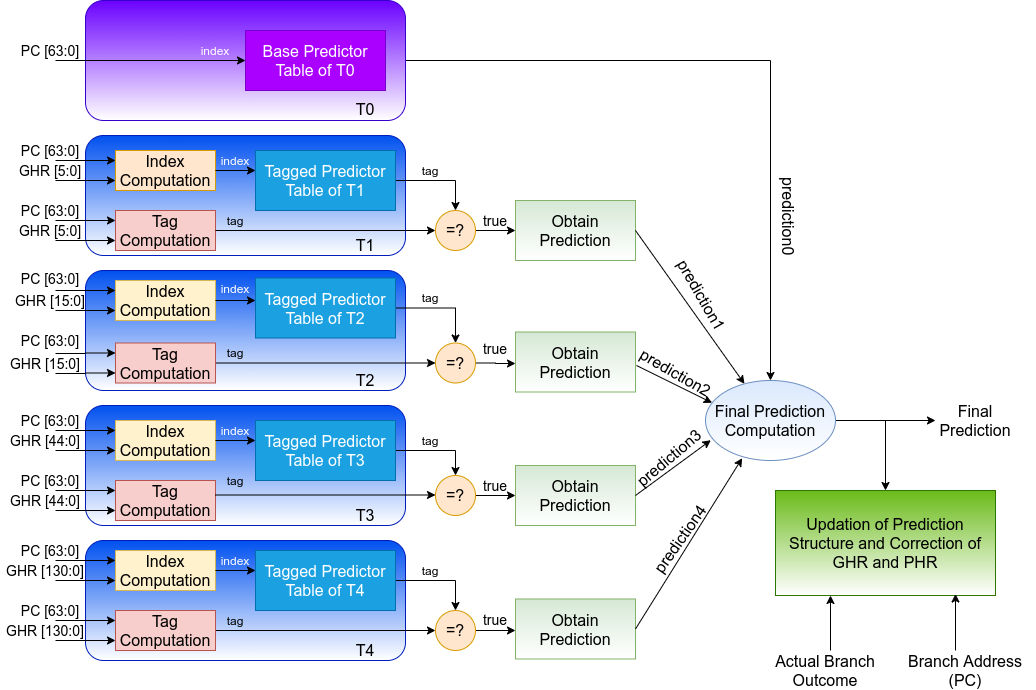 PC [63:0]
index
Base Predictor
Table of T0
T0
PC [63:0]
GHR [5:0]
Index
Computation
index
Tagged Predictor
Table of T1
tag
PC [63:0]
GHR [5:0]
Tag
Computation
tag
T1
=?
true
Obtain
Prediction
prediction0
prediction1
PC [63:0]
GHR [15:0]
Index
Computation
index
Tagged Predictor
Table of T2
tag
PC [63:0]
GHR [15:0]
Tag
Computation
tag
T2
=?
true
Obtain
Prediction
prediction2
PC [63:0]
GHR [44:0]
Index
Computation
index
Tagged Predictor
Table of T3
tag
PC [63:0]
GHR [44:0]
Tag
Computation
tag
T3
=?
true
Obtain
Prediction
prediction3
PC [63:0]
GHR [130:0]
Index
Computation
index
Tagged Predictor
Table of T4
tag
PC [63:0]
GHR [130:0]
Tag
Computation
tag
T4
=?
true
Obtain
Prediction
prediction4
Final Prediction
Computation
Final
Prediction
Updation of Prediction
Structure and Correction of
GHR and PHR
Actual Branch
Outcome
Branch Address
(PC)